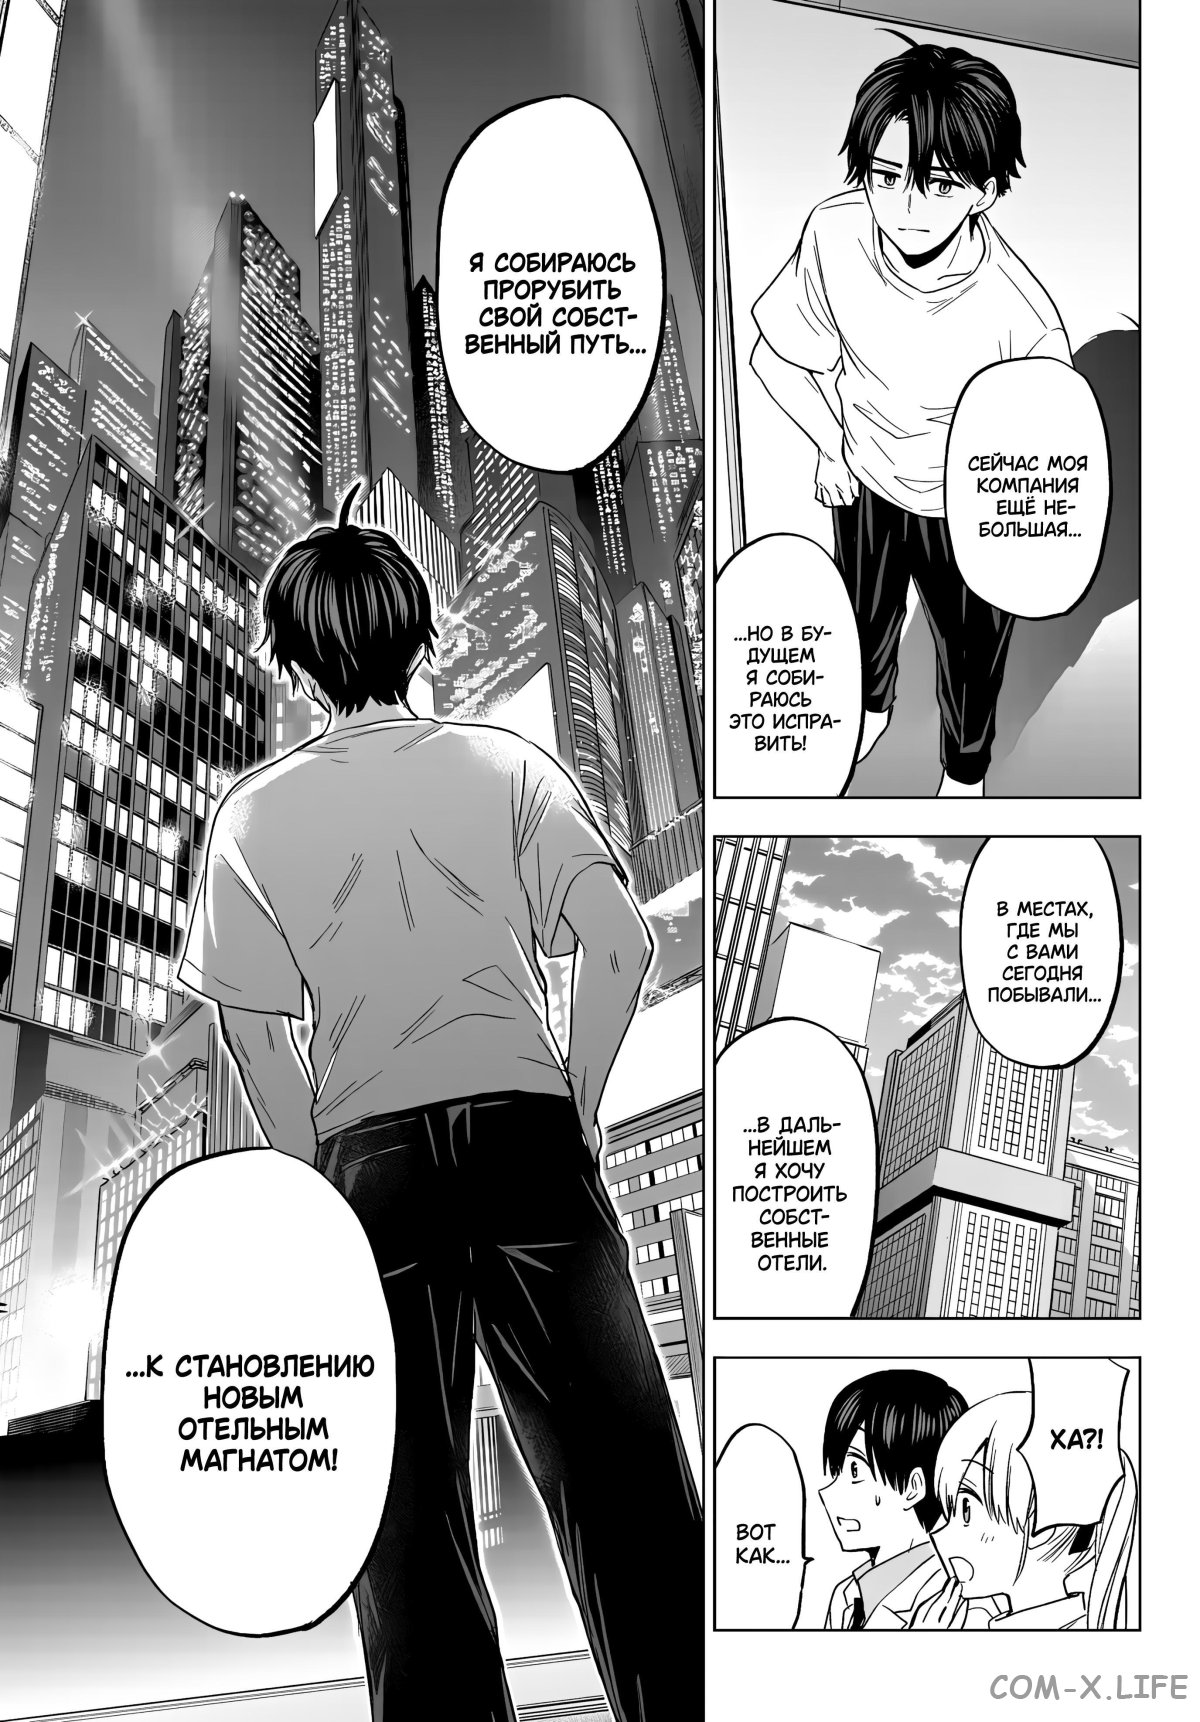 СЕЙЧАС МОЯ
КОМПАНИЯ
ЕЩЁ НЕ-
БОЛЬШАЯ...
...НО В БУ-
ДУЩЕМ
Я СОБИ-
РАЮСЬ
ЭТО ИСПРА-
ВИТЬ!
В МЕСТАХ,
ГДЕ МЫ
С ВАМИ
СЕГОДНЯ
ПОБЫВАЛИ...
...В ДАЛЬ-
НЕЙШЕМ
Я ХОЧУ
ПОСТРОИТЬ
СОБСТ-
ВЕННЫЕ
ОТЕЛИ.
ХА?!
ВОТ
КАК...
Я СОБИРАЮСЬ
ПРОРУБИТЬ
СВОЙ СОБСТ-
ВЕННЫЙ ПУТЬ...
...К СТАНОВЛЕНИЮ
НОВЫМ
ОТЕЛЬНЫМ
МАГНАТОМ!
COM-X.LIFE